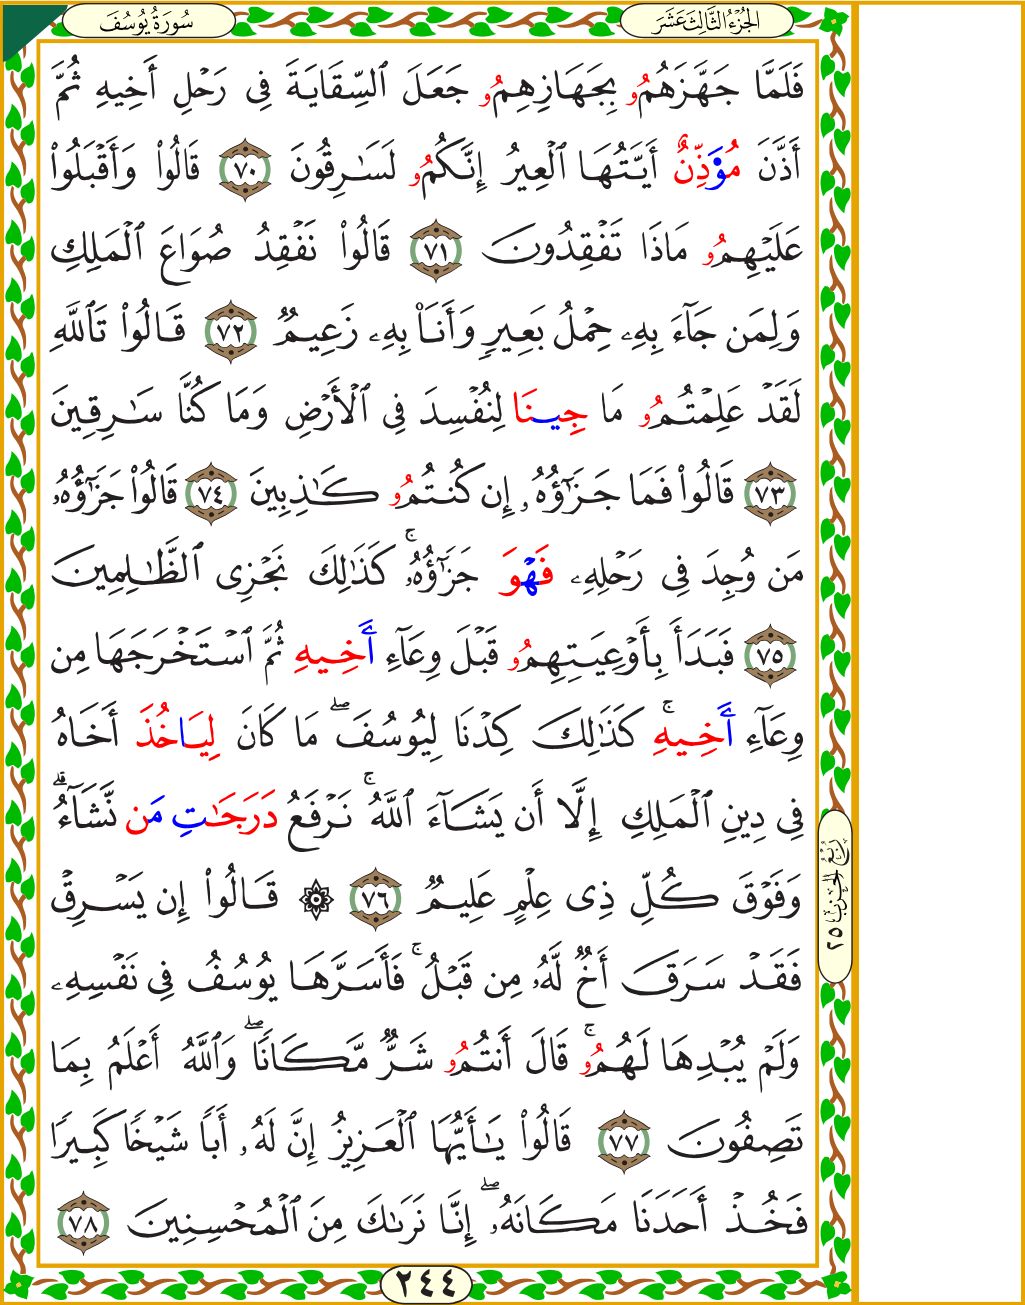 سُورَةُ يُوسُفَ
الجُزْءُ الثَّالِثَ عَشَرَ
فَلَمَّا جَهَّزَهُمُو بِجَهَازِهِمُو جَعَلَ ٱلسِّقَايَةَ فِى رَحْلِ أَخِيهِ ثُمَّ
أَذَّنَ مُوَذِّنٌ أَيَّتُهَا ٱلْعِيرُ إِنَّكُمُو لَسَـٰرِقُونَ ٧٠ قَالُوا۟ وَأَقْبَلُوا۟
عَلَيْهِمُو مَاذَا تَفْقِدُونَ ٧١ قَالُوا۟ نَفْقِدُ صُوَاعَ ٱلْمَلِكِ
وَلِمَن جَآءَ بِهِۦ حِمْلُ بَعِيرٍ وَأَنَا۟ بِهِۦ زَعِيمٌ ٧٢ قَالُوا۟ تَٱللَّهِ
لَقَدْ عَلِمْتُمُو مَا جِينَا لِنُفْسِدَ فِى ٱلْأَرْضِ وَمَا كُنَّا سَـٰرِقِينَ
٧٣ قَالُوا۟ فَمَا جَزَٰٓؤُهُۥ إِن كُنتُمُو كَـٰذِبِينَ ٧٤ قَالُوا۟ جَزَٰٓؤُهُۥ
مَن وُجِدَ فِى رَحْلِهِۦ فَهْوَ جَزَٰٓؤُهُۥ ۚ كَذَٰلِكَ نَجْزِى ٱلظَّـٰلِمِينَ
٧٥ فَبَدَأَ بِأَوْعِيَتِهِمُو قَبْلَ وِعَآءِ أَخِيهِ ثُمَّ ٱسْتَخْرَجَهَا مِن
وِعَآءِ أَخِيهِ ۚ كَذَٰلِكَ كِدْنَا لِيُوسُفَ ۖ مَا كَانَ لِيَاخُذَ أَخَاهُ
فِى دِينِ ٱلْمَلِكِ إِلَّآ أَن يَشَآءَ ٱللَّهُ ۚ نَرْفَعُ دَرَجَـٰتِ مَن نَّشَآءُ ۗ
وَفَوْقَ كُلِّ ذِى عِلْمٍ عَلِيمٌ ٧٦ ۞ قَالُوا۟ إِن يَسْرِقْ
فَقَدْ سَرَقَ أَخٌ لَّهُۥ مِن قَبْلُ ۚ فَأَسَرَّهَا يُوسُفُ فِى نَفْسِهِۦ
وَلَمْ يُبْدِهَا لَهُمُو ۚ قَالَ أَنتُمُو شَرٌّ مَّكَانًا ۖ وَٱللَّهُ أَعْلَمُ بِمَا
تَصِفُونَ ٧٧ قَالُوا۟ يَـٰٓأَيُّهَا ٱلْعَزِيزُ إِنَّ لَهُۥٓ أَبًا شَيْخًا كَبِيرًا
فَخُذْ أَحَدَنَا مَكَانَهُۥٓ ۖ إِنَّا نَرَىٰكَ مِنَ ٱلْمُحْسِنِينَ ٧٨
رُبْعُ الحِزْبِ ٢٥
٢٤٤